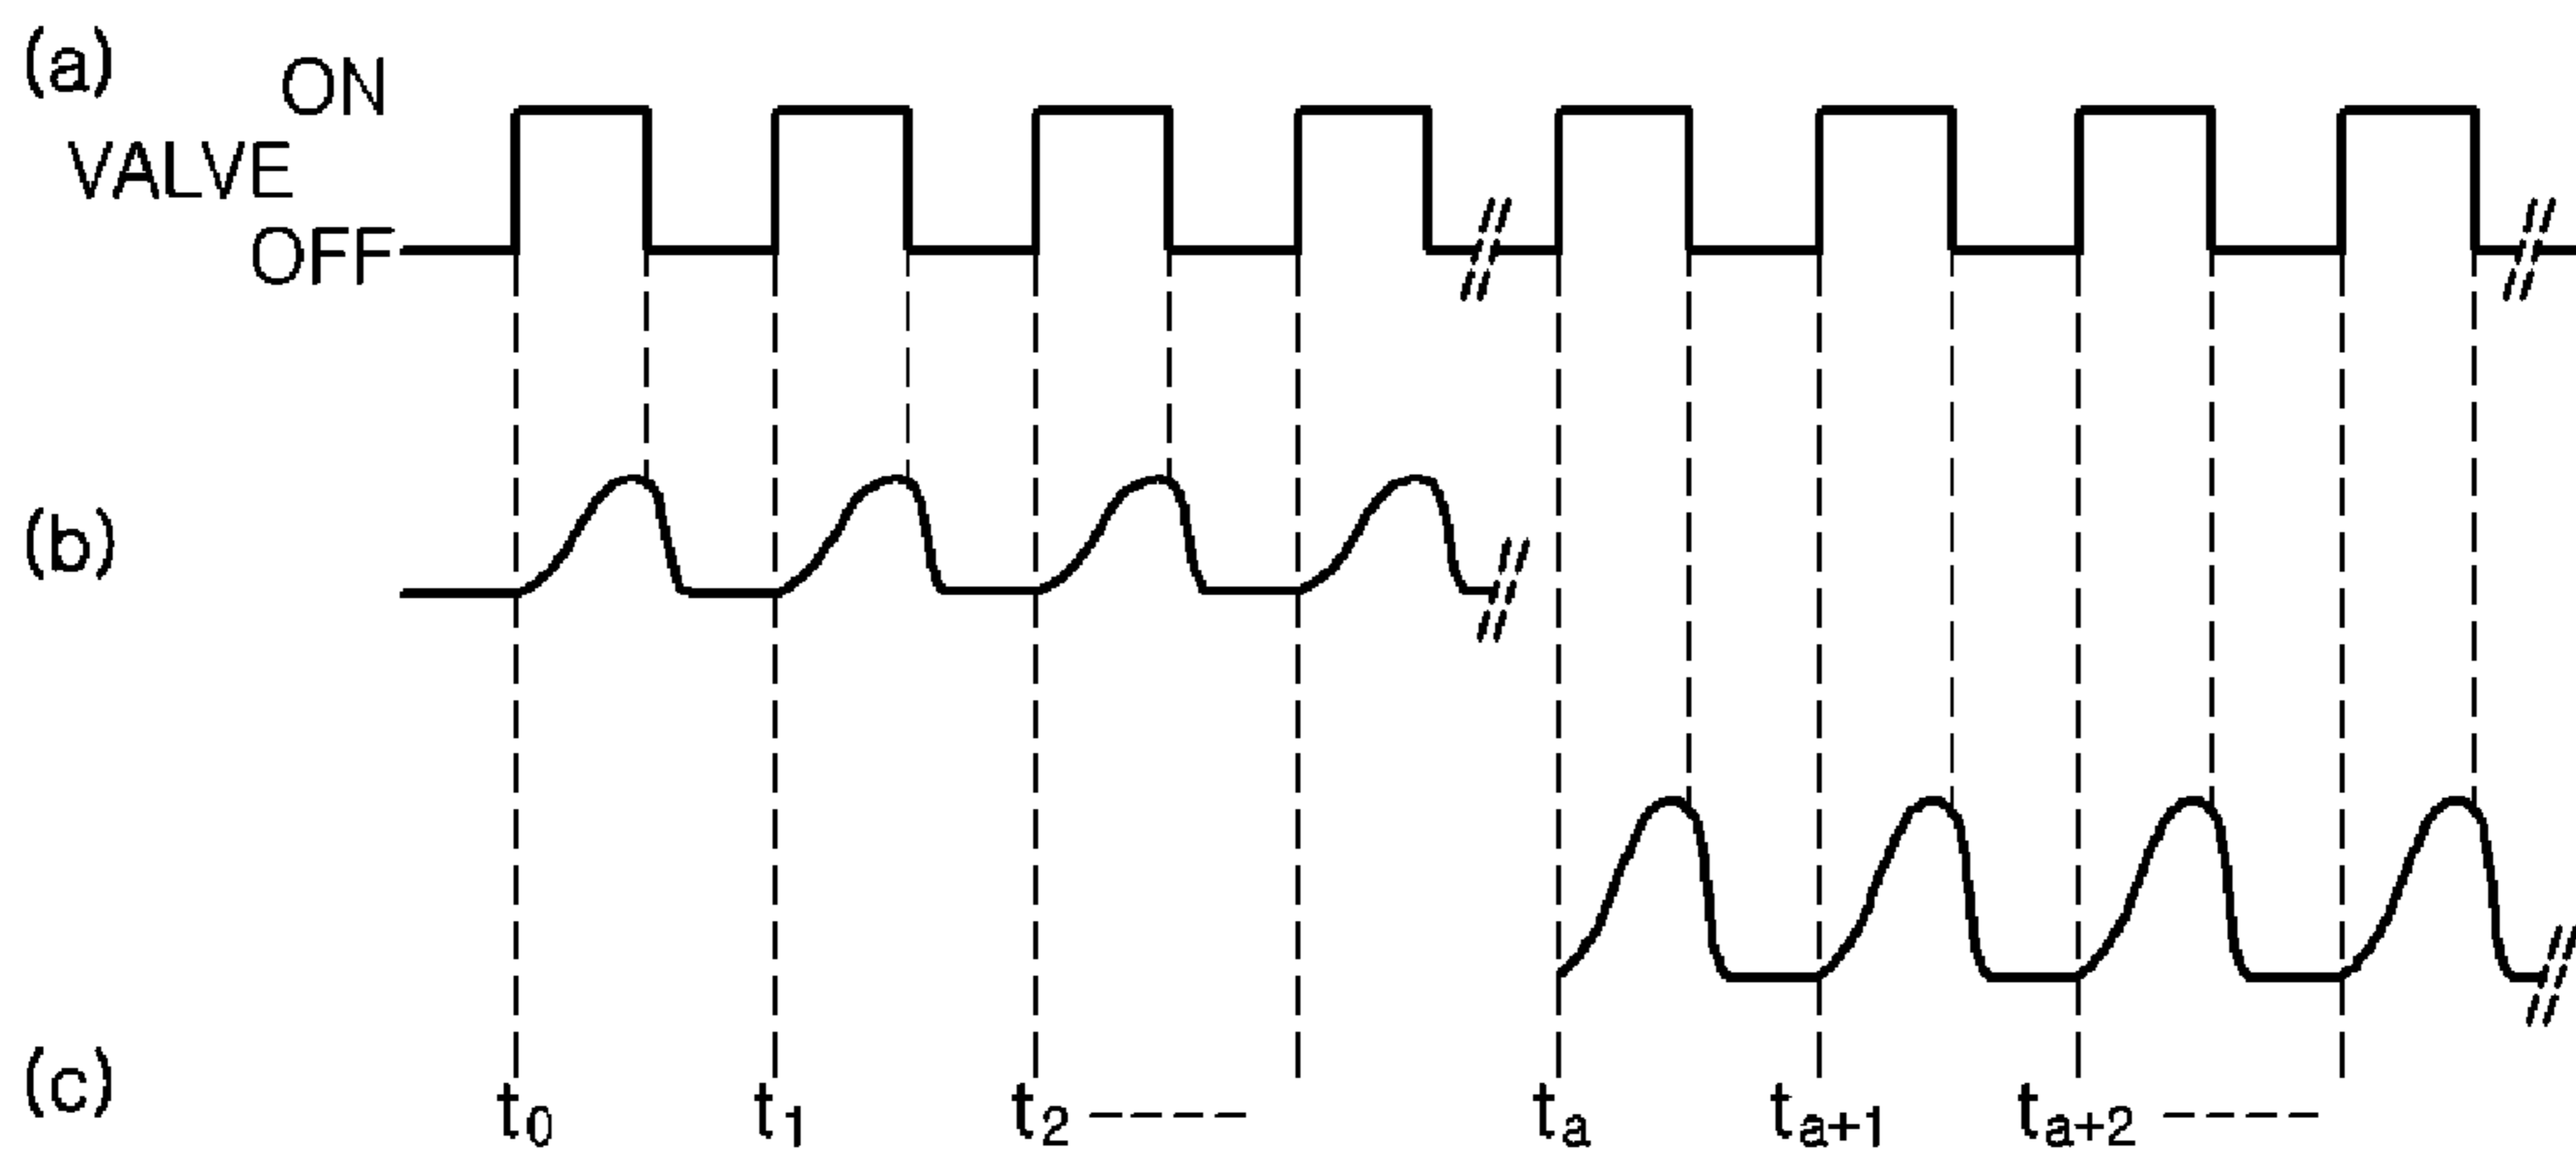 (a)
ON
VALVE
OFF
(b)
(c)
t0 t1 t2 ---- ta ta+1 ta+2 ----